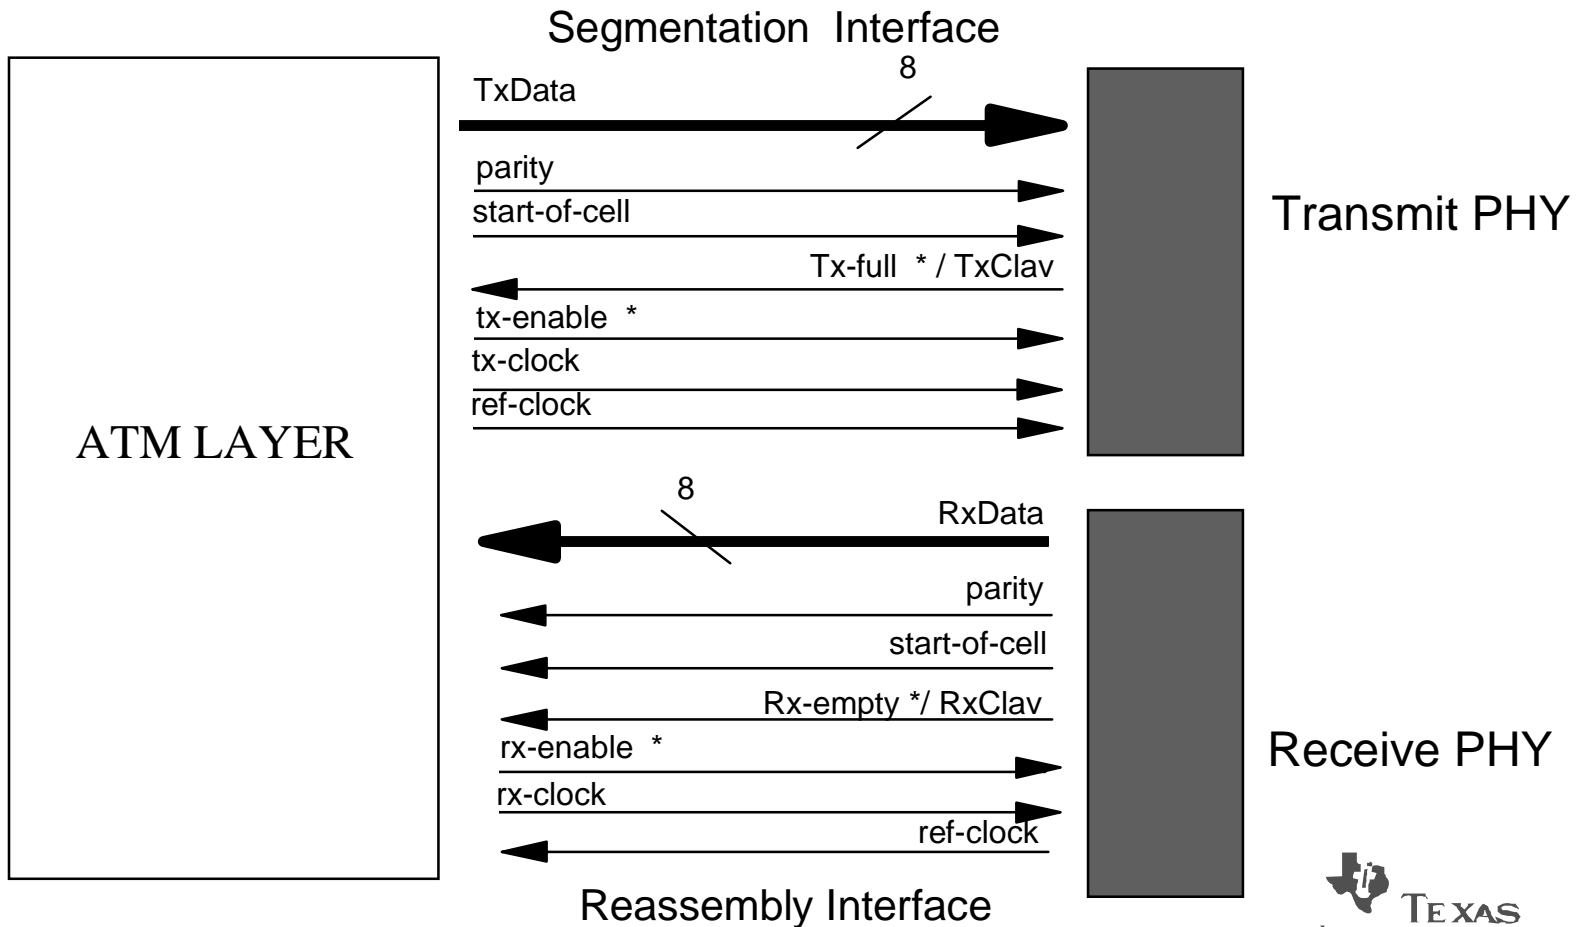 Segmentation Interface
8
TxData
parity
start-of-cell
Tx-full * / TxClav
tx-enable *
tx-clock
ref-clock
Transmit PHY
ATM LAYER
8
RxData
parity
start-of-cell
Rx-empty */ RxClav
rx-enable *
rx-clock
ref-clock
Receive PHY
Reassembly Interface
TEXAS